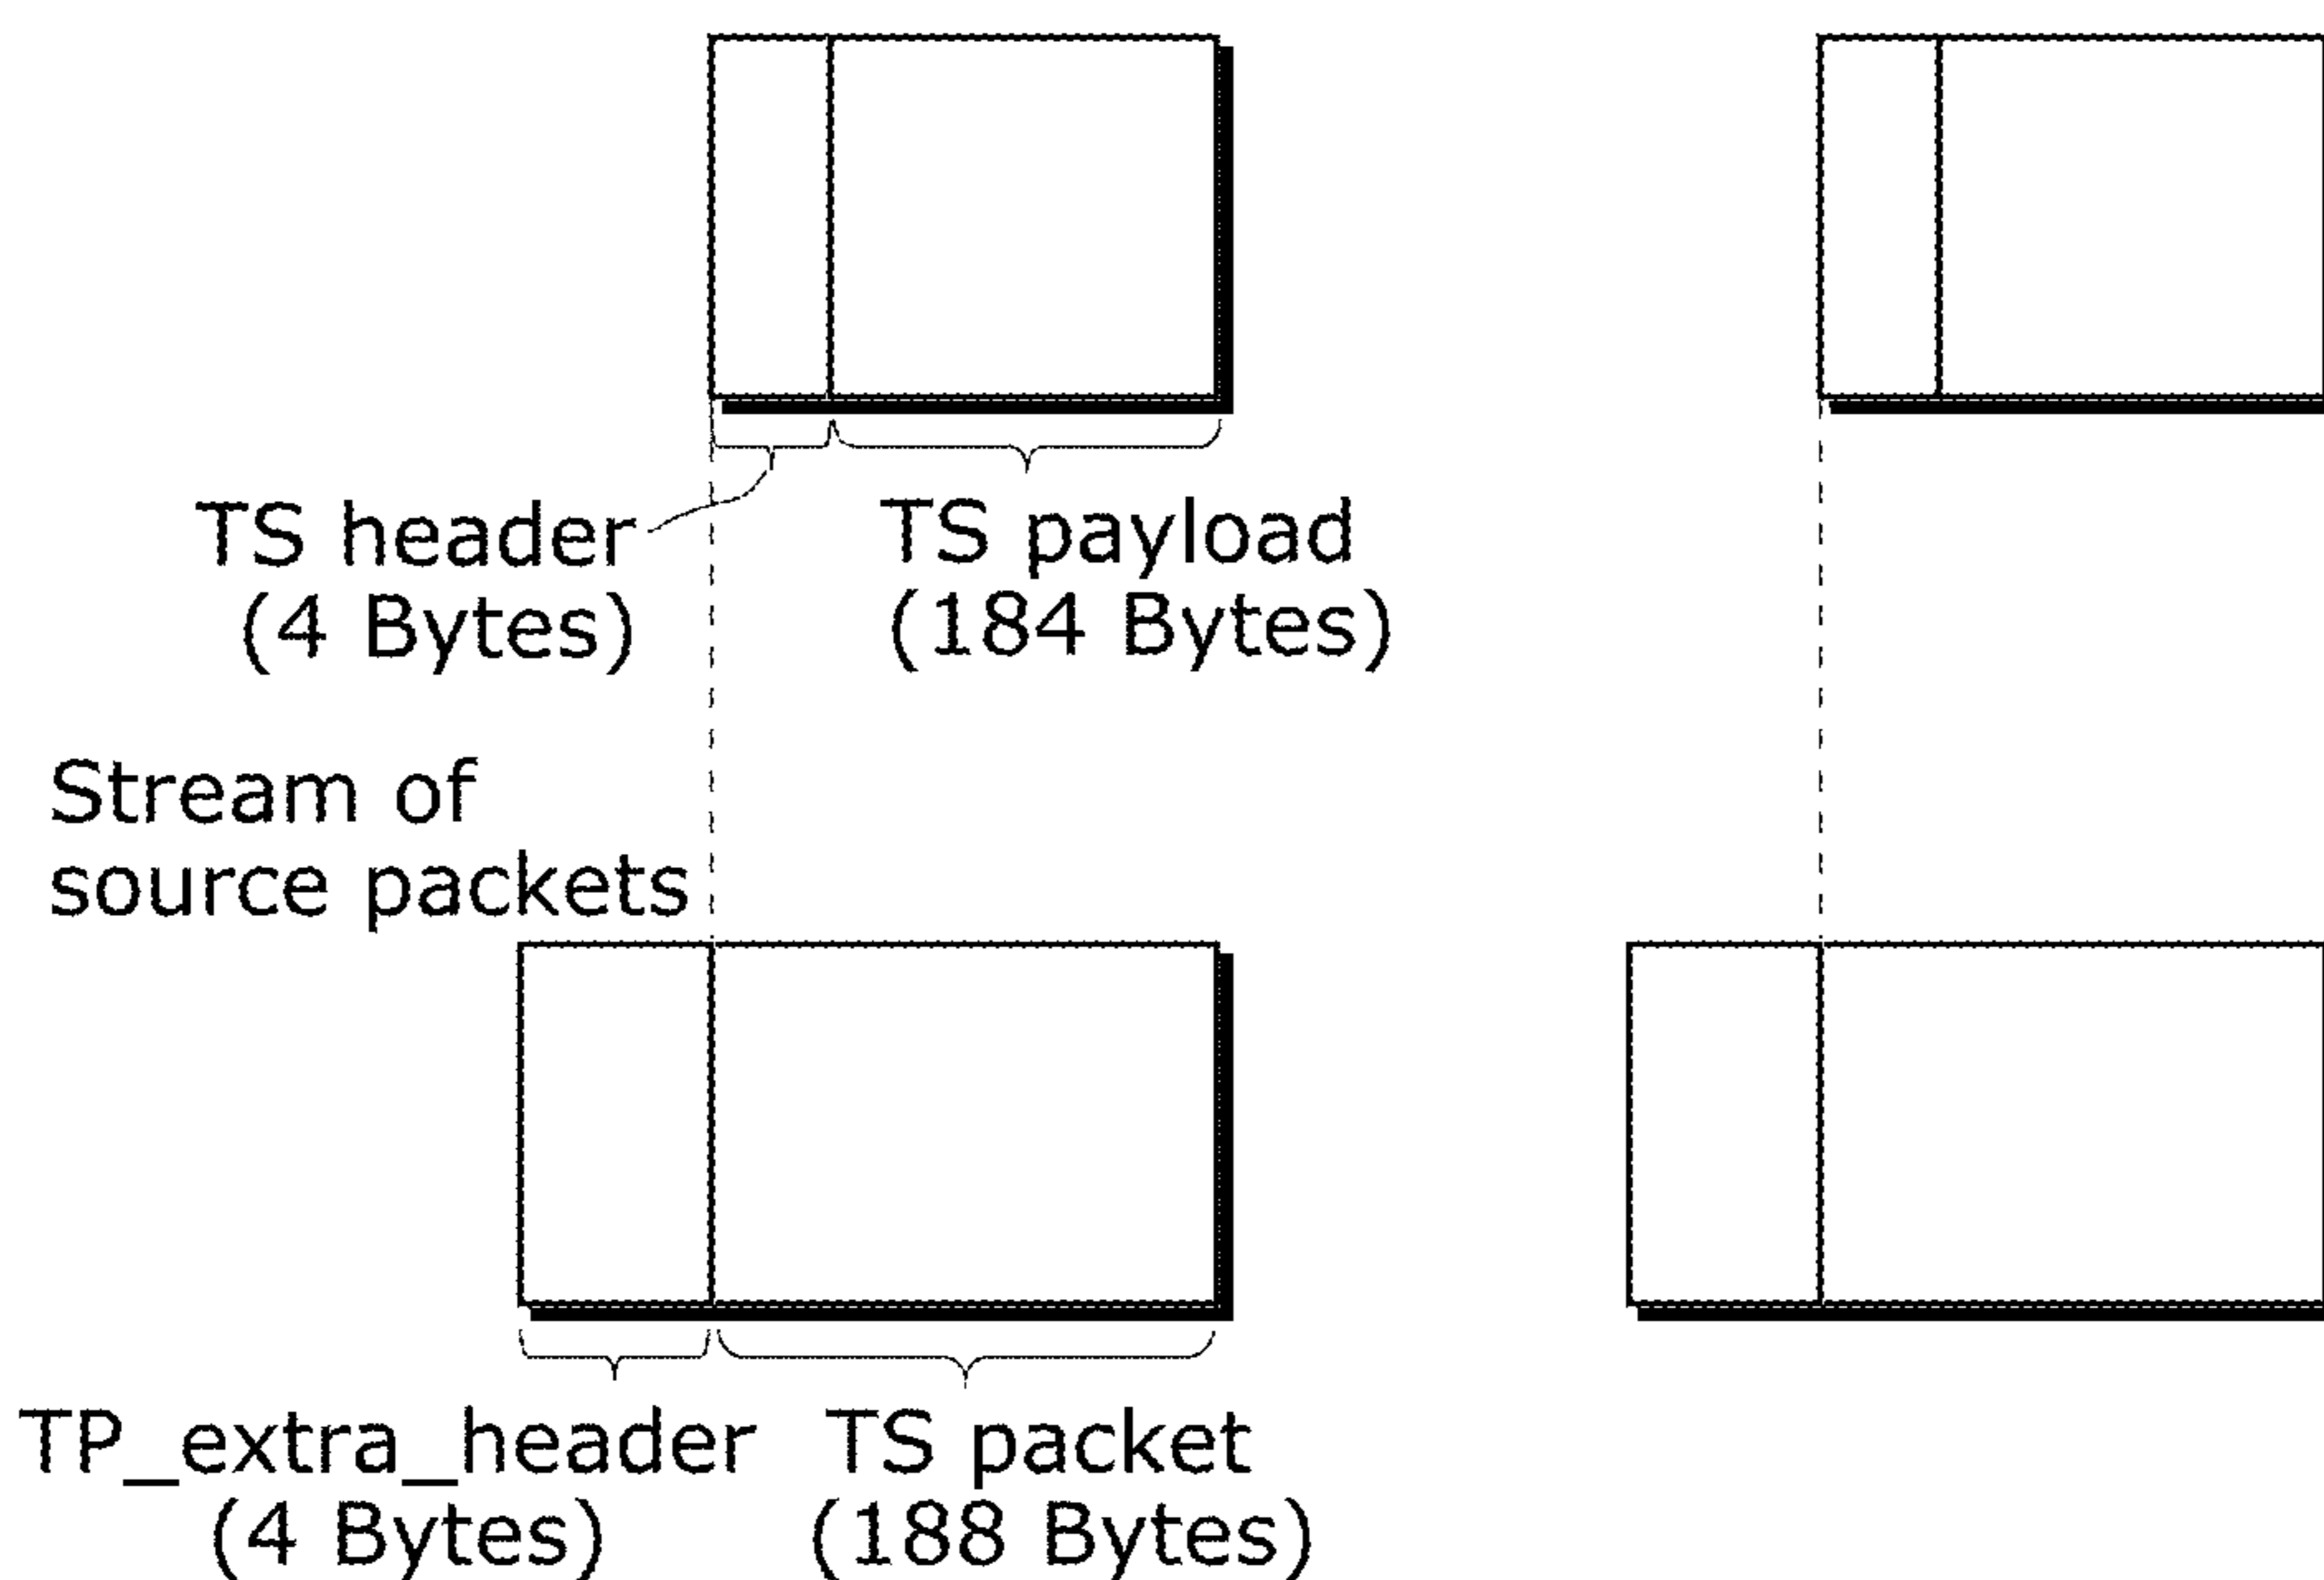 TS header
(4 Bytes)
TS payload
(184 Bytes)
Stream of
source packets
TP_extra_header
(4 Bytes)
TS packet
(188 Bytes)